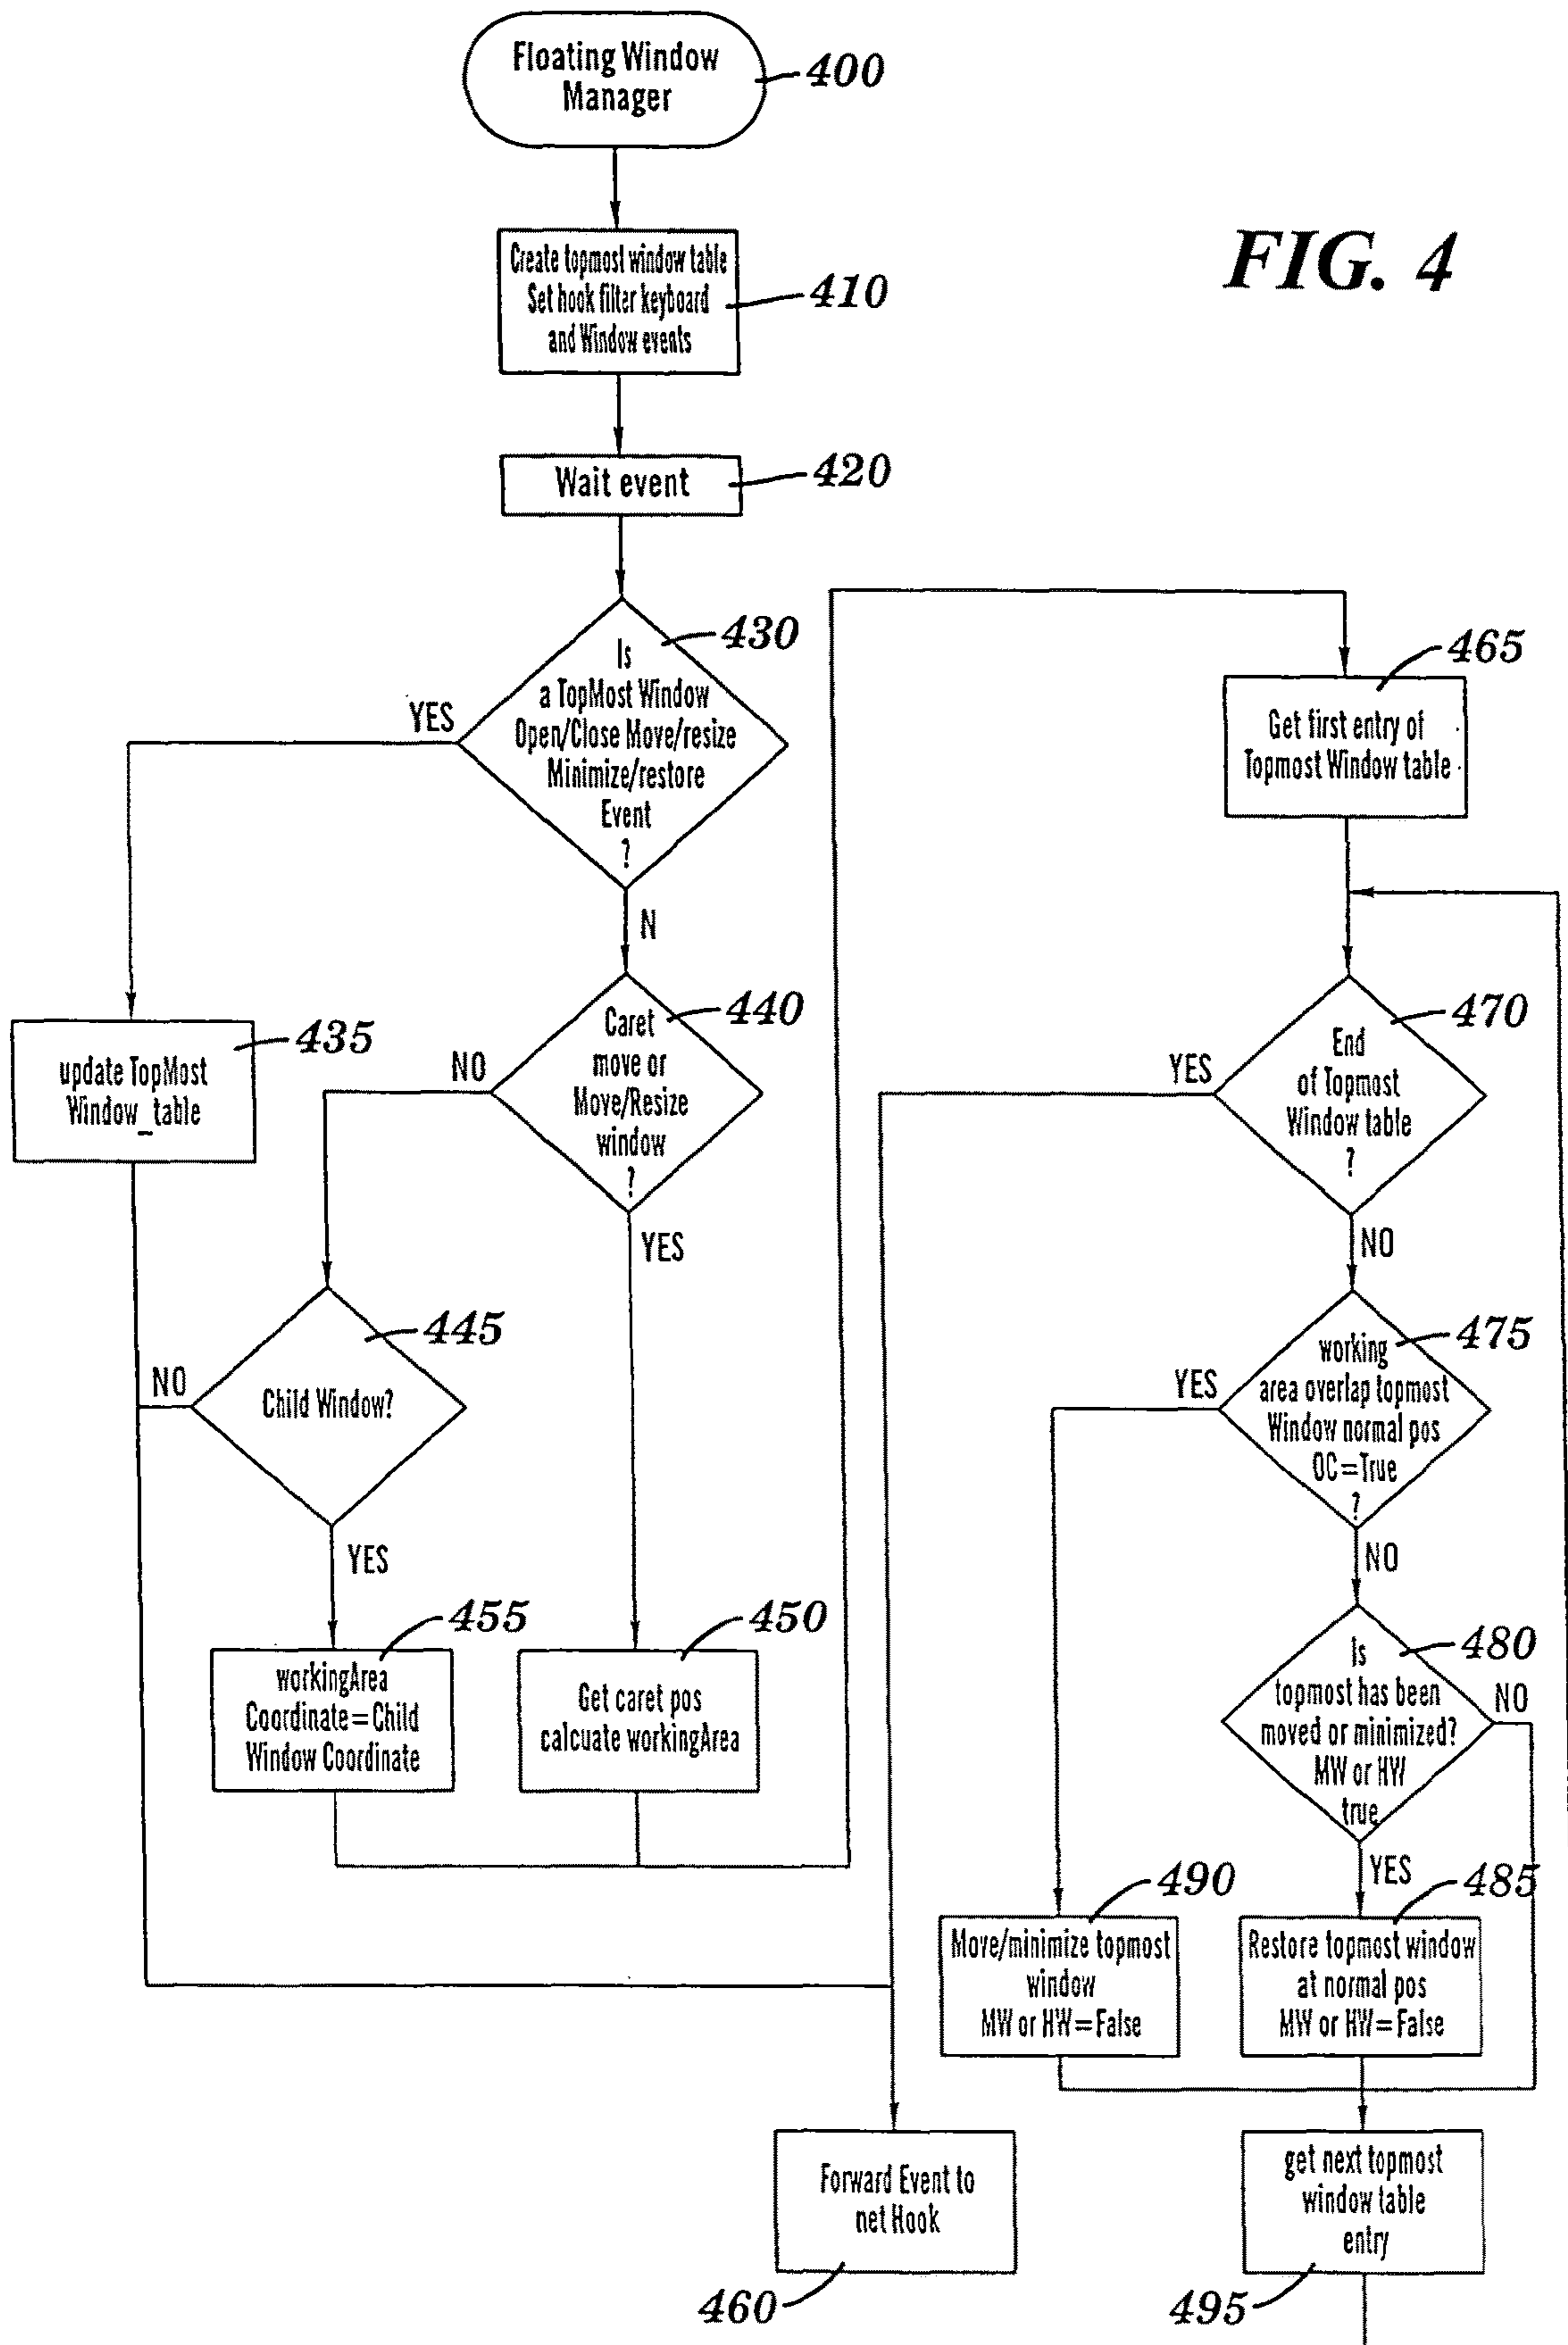 Floating Window
Manager
400
Create topmost window table
Set hook filter keyboard
and Window events
410
FIG. 4
Wait event
420
Is
a TopMost Window
Open/Close Move/resize
Minimize/restore
Event
?
430
YES
N
465
Get first entry of
Topmost Window table
update TopMost
Window_table
435
Caret
move or
Move/Resize
window
?
440
NO
YES
End
of Topmost
Window table
?
470
YES
NO
Child Window?
445
NO
YES
working
area overlap topmost
Window normal pos
OC=True
?
475
YES
NO
workingArea
Coordinate=Child
Window Coordinate
455
Get caret pos
calcuate workingArea
450
Is
topmost has been
moved or minimized?
MW or HW
true
480
NO
YES
Move/minimize topmost
window
MW or HW=False
490
Restore topmost window
at normal pos
MW or HW=False
485
Forward Event to
net Hook
460
get next topmost
window table
entry
495